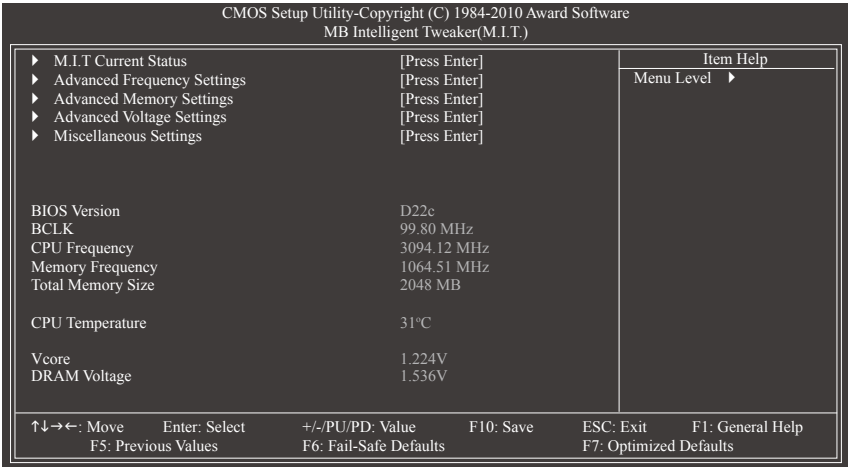 CMOS Setup Utility-Copyright (C) 1984-2010 Award Software
MB Intelligent Tweaker(M.I.T.)
M.I.T Current Status [Press Enter]
Advanced Frequency Settings [Press Enter]
Advanced Memory Settings [Press Enter]
Advanced Voltage Settings [Press Enter]
Miscellaneous Settings [Press Enter]
Item Help
Menu Level
BIOS Version D22c
BCLK 99.80 MHz
CPU Frequency 3094.12 MHz
Memory Frequency 1064.51 MHz
Total Memory Size 2048 MB
CPU Temperature 31°C
Vcore 1.224V
DRAM Voltage 1.536V
↑↓→←: Move Enter: Select +/-/PU/PD: Value F10: Save ESC: Exit F1: General Help
F5: Previous Values F6: Fail-Safe Defaults F7: Optimized Defaults